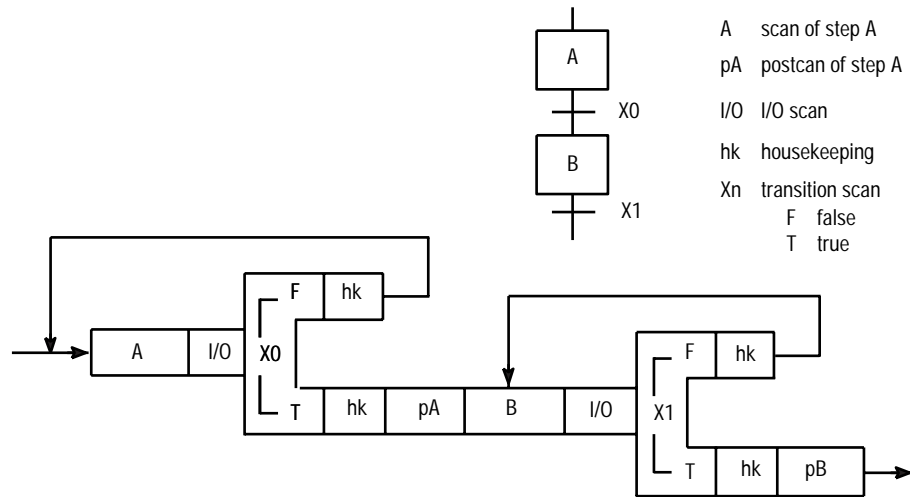 A
X0
B
X1
A scan of step A
pA postcan of step A
I/O I/O scan
hk housekeeping
Xn transition scan
F false
T true
F hk
A I/O X0
T hk pA B I/O
F hk
X1
T hk pB